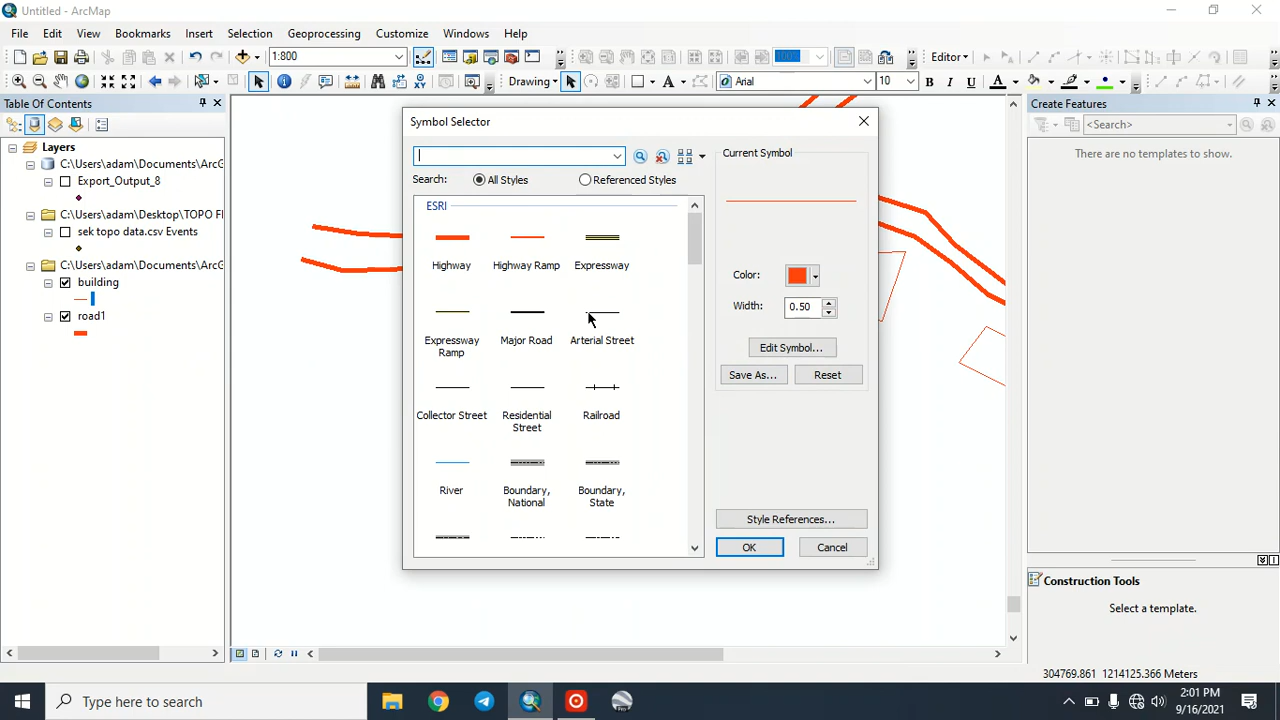 Untitled - ArcMap
File Edit View Bookmarks Insert Selection Geoprocessing Customize Windows Help
1:800 100% Editor
Drawing A Arial 10 B I U A
Table Of Contents
Layers
C:\Users\adam\Documents\ArcG
Export_Output_8
C:\Users\adam\Desktop\TOPO FI
sek topo data.csv Events
C:\Users\adam\Documents\ArcG
building
road1
Symbol Selector
Search: All Styles Referenced Styles
ESRI
Highway Highway Ramp Expressway
Expressway Ramp Major Road Arterial Street
Collector Street Residential Street Railroad
River Boundary, National Boundary, State
Current Symbol
Color:
Width: 0.50
Edit Symbol...
Save As... Reset
Style References...
OK Cancel
Create Features
<Search>
There are no templates to show.
Construction Tools
Select a template.
304769.861 1214125.366 Meters
Type here to search
2:01 PM
9/16/2021